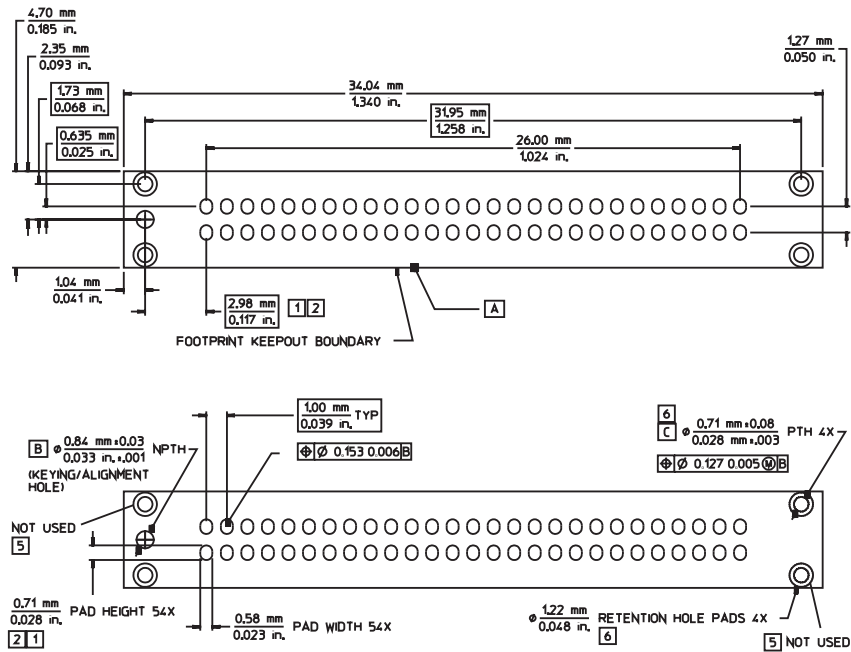 4.70 mm
0.185 in.
2.35 mm
0.093 in.
1.73 mm
0.068 in.
0.635 mm
0.025 in.
34.04 mm
1.340 in.
31.95 mm
1.258 in.
26.00 mm
1.024 in.
1.27 mm
0.050 in.
1.04 mm
0.041 in.
2.98 mm
0.117 in.
1 2
A
FOOTPRINT KEEPOUT BOUNDARY
1.00 mm TYP
0.039 in.
⌖ Ø 0.153 0.006 B
B Ø 0.84 mm±0.03 NPTH
0.033 in.±.001
(KEYING/ALIGNMENT
HOLE)
6
C Ø 0.71 mm±0.08 PTH 4X
0.028 mm±.003
⌖ Ø 0.127 0.005 Ⓜ B
NOT USED
5
0.71 mm PAD HEIGHT 54X
0.028 in.
2 1
0.58 mm PAD WIDTH 54X
0.023 in.
Ø 1.22 mm RETENTION HOLE PADS 4X
0.048 in.
6
5 NOT USED